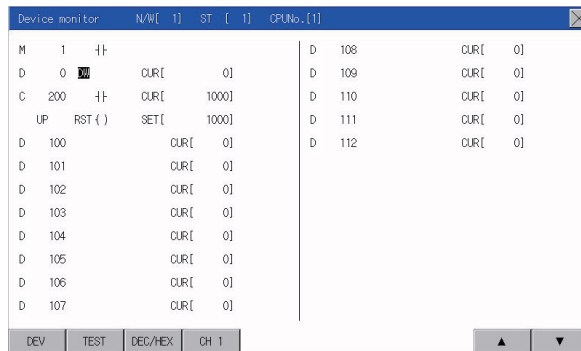 Device monitor N/W[ 1] ST [ 1] CPUNo.[1]
M 1 ┤├
D 0 DW CUR[ 0]
C 200 ┤├ CUR[ 1000]
UP RST ( ) SET[ 1000]
D 100 CUR[ 0]
D 101 CUR[ 0]
D 102 CUR[ 0]
D 103 CUR[ 0]
D 104 CUR[ 0]
D 105 CUR[ 0]
D 106 CUR[ 0]
D 107 CUR[ 0]
D 108 CUR[ 0]
D 109 CUR[ 0]
D 110 CUR[ 0]
D 111 CUR[ 0]
D 112 CUR[ 0]
DEV TEST DEC/HEX CH 1 ▲ ▼